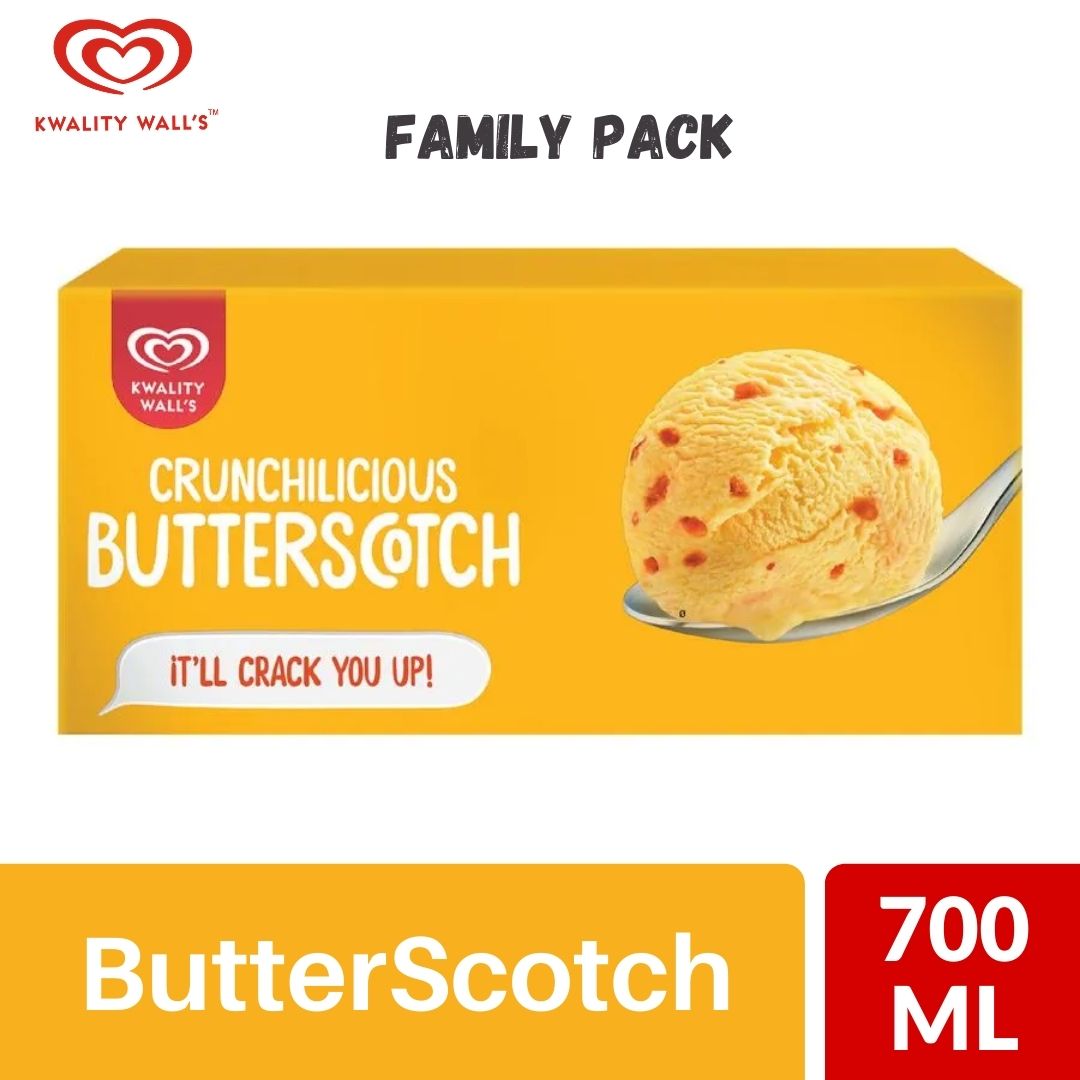 KWALITY WALL'S™
FAMILY PACK
KWALITY
WALL'S
CRUNCHILICIOUS
BUTTERSCOTCH
iT'LL CRACK YOU UP!
ButterScotch
700
ML